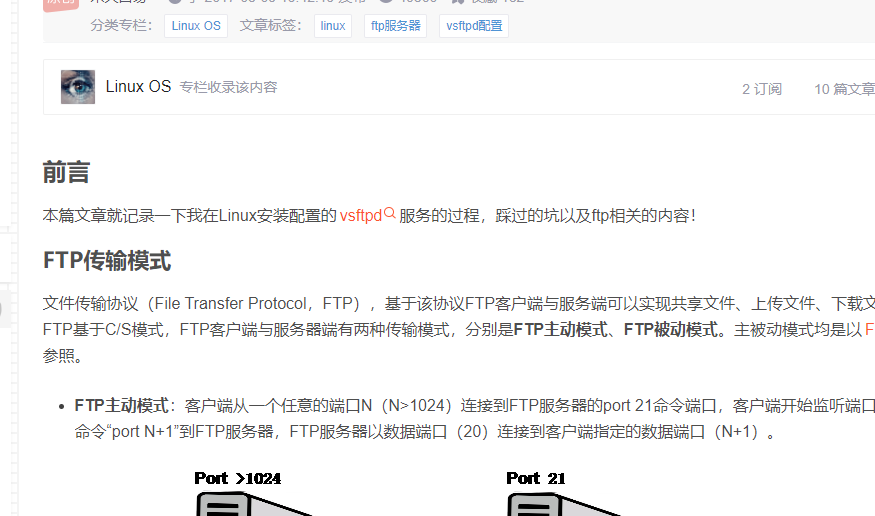 分类专栏： Linux OS 文章标签： linux ftp服务器 vsftpd配置
Linux OS 专栏收录该内容 2 订阅 10 篇文章
前言
本篇文章就记录一下我在Linux安装配置的 vsftpd 服务的过程，踩过的坑以及ftp相关的内容！
FTP传输模式
文件传输协议（File Transfer Protocol，FTP），基于该协议FTP客户端与服务端可以实现共享文件、上传文件、下载文
FTP基于C/S模式，FTP客户端与服务器端有两种传输模式，分别是FTP主动模式、FTP被动模式。主被动模式均是以 F
参照。
• FTP主动模式：客户端从一个任意的端口N（N>1024）连接到FTP服务器的port 21命令端口，客户端开始监听端口
命令“port N+1”到FTP服务器，FTP服务器以数据端口（20）连接到客户端指定的数据端口（N+1）。
Port >1024 Port 21